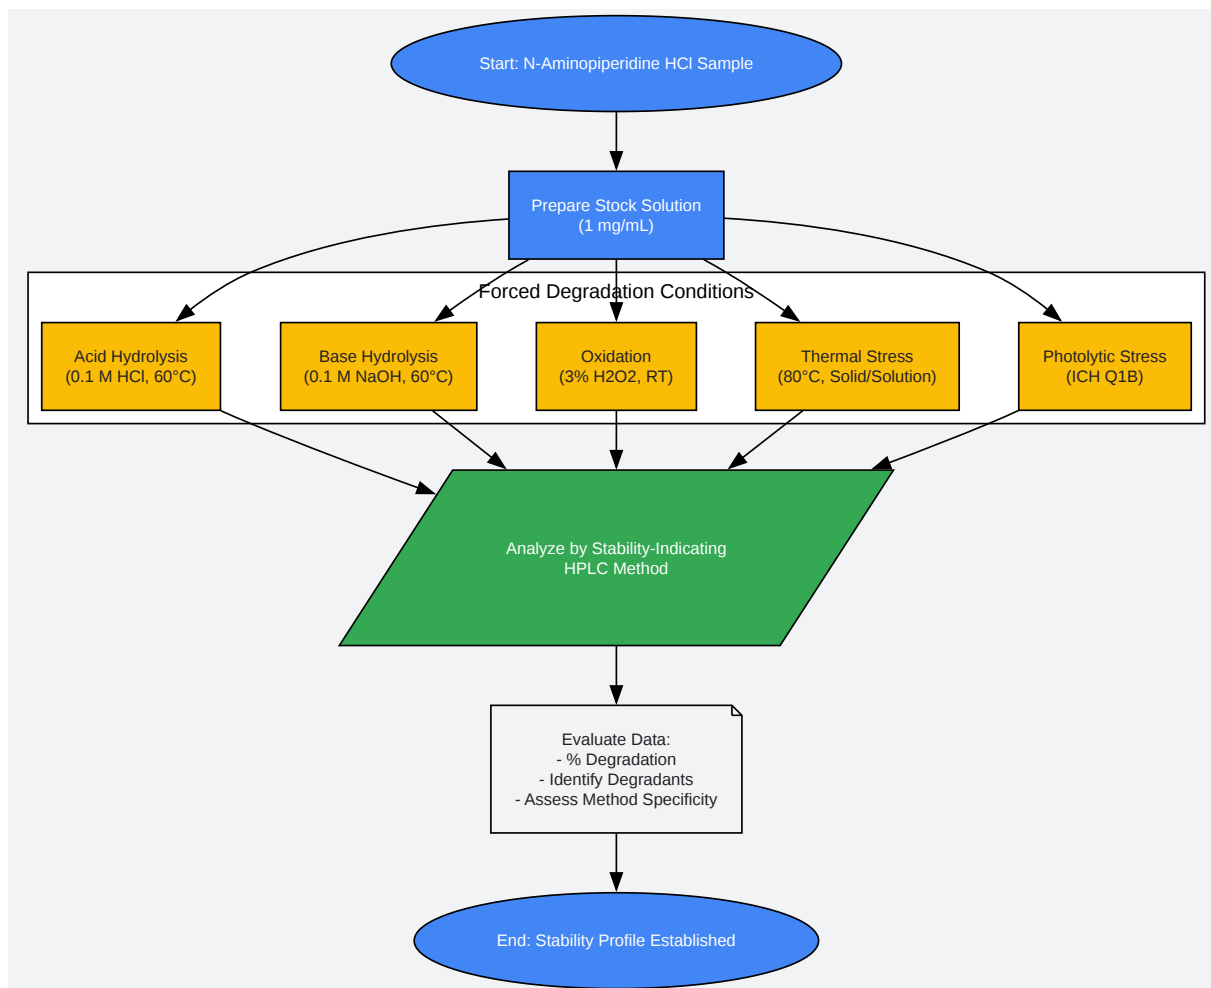 Start: N-Aminopiperidine HCl Sample
Prepare Stock Solution
(1 mg/mL)
Forced Degradation Conditions
Acid Hydrolysis
(0.1 M HCl, 60°C)
Base Hydrolysis
(0.1 M NaOH, 60°C)
Oxidation
(3% H2O2, RT)
Thermal Stress
(80°C, Solid/Solution)
Photolytic Stress
(ICH Q1B)
Analyze by Stability-Indicating
HPLC Method
Evaluate Data:
- % Degradation
- Identify Degradants
- Assess Method Specificity
End: Stability Profile Established